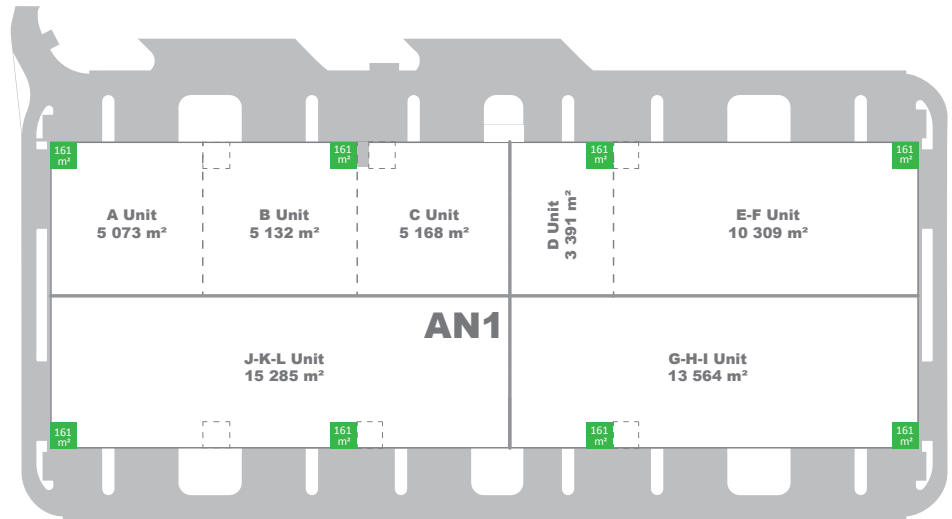 161
m²
161
m²
161
m²
161
m²
A Unit
5 073 m²
B Unit
5 132 m²
C Unit
5 168 m²
D Unit
3 391 m²
E-F Unit
10 309 m²
AN1
J-K-L Unit
15 285 m²
G-H-I Unit
13 564 m²
161
m²
161
m²
161
m²
161
m²